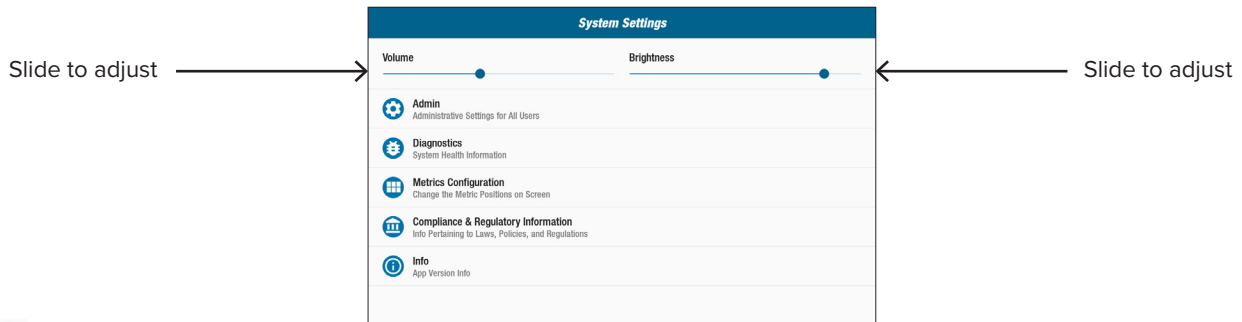 System Settings
Volume
Brightness
Slide to adjust
Slide to adjust
Admin
Administrative Settings for All Users
Diagnostics
System Health Information
Metrics Configuration
Change the Metric Positions on Screen
Compliance & Regulatory Information
Info Pertaining to Laws, Policies, and Regulations
Info
App Version Info